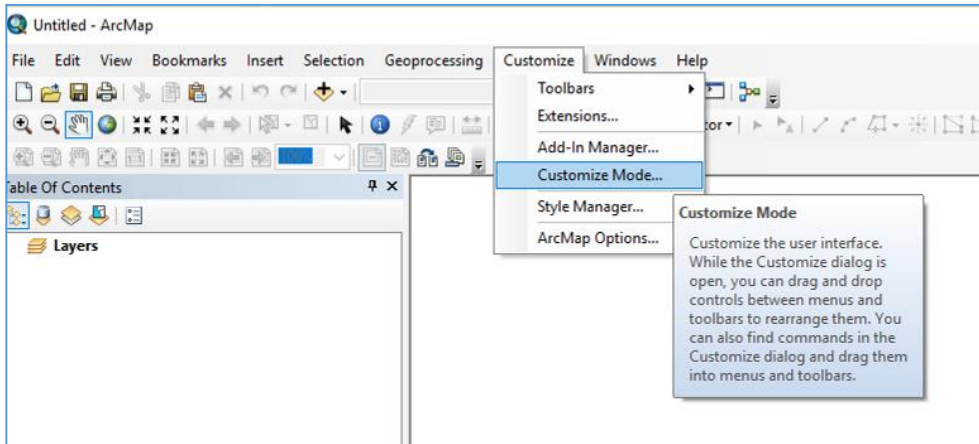 Untitled - ArcMap
File Edit View Bookmarks Insert Selection Geoprocessing Customize Windows Help
Toolbars
Extensions...
Add-In Manager...
Customize Mode...
Style Manager...
ArcMap Options...
tor
100%
Table Of Contents
Layers
Customize Mode
Customize the user interface.
While the Customize dialog is
open, you can drag and drop
controls between menus and
toolbars to rearrange them. You
can also find commands in the
Customize dialog and drag them
into menus and toolbars.